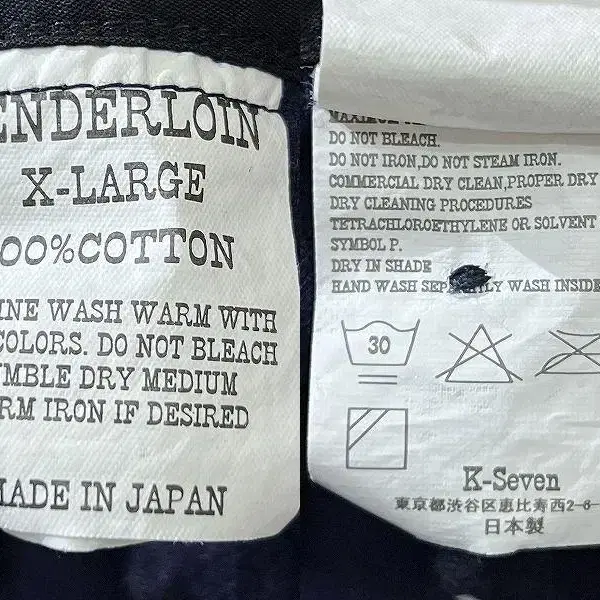 ENDERLOIN
X-LARGE
00%COTTON
INE WASH WARM WITH
COLORS. DO NOT BLEACH
UMBLE DRY MEDIUM
RM IRON IF DESIRED
MADE IN JAPAN
MAXIMUM
DO NOT BLEACH.
DO NOT IRON,DO NOT STEAM IRON.
COMMERCIAL DRY CLEAN,PROPER DRY
DRY CLEANING PROCEDURES
TETRACHLOROETHYLENE OR SOLVENT
SYMBOL P.
DRY IN SHADE
HAND WASH SEP TLY WASH INSIDE
30
K-Seven
東京都渋谷区恵比寿西2-6-
日本製